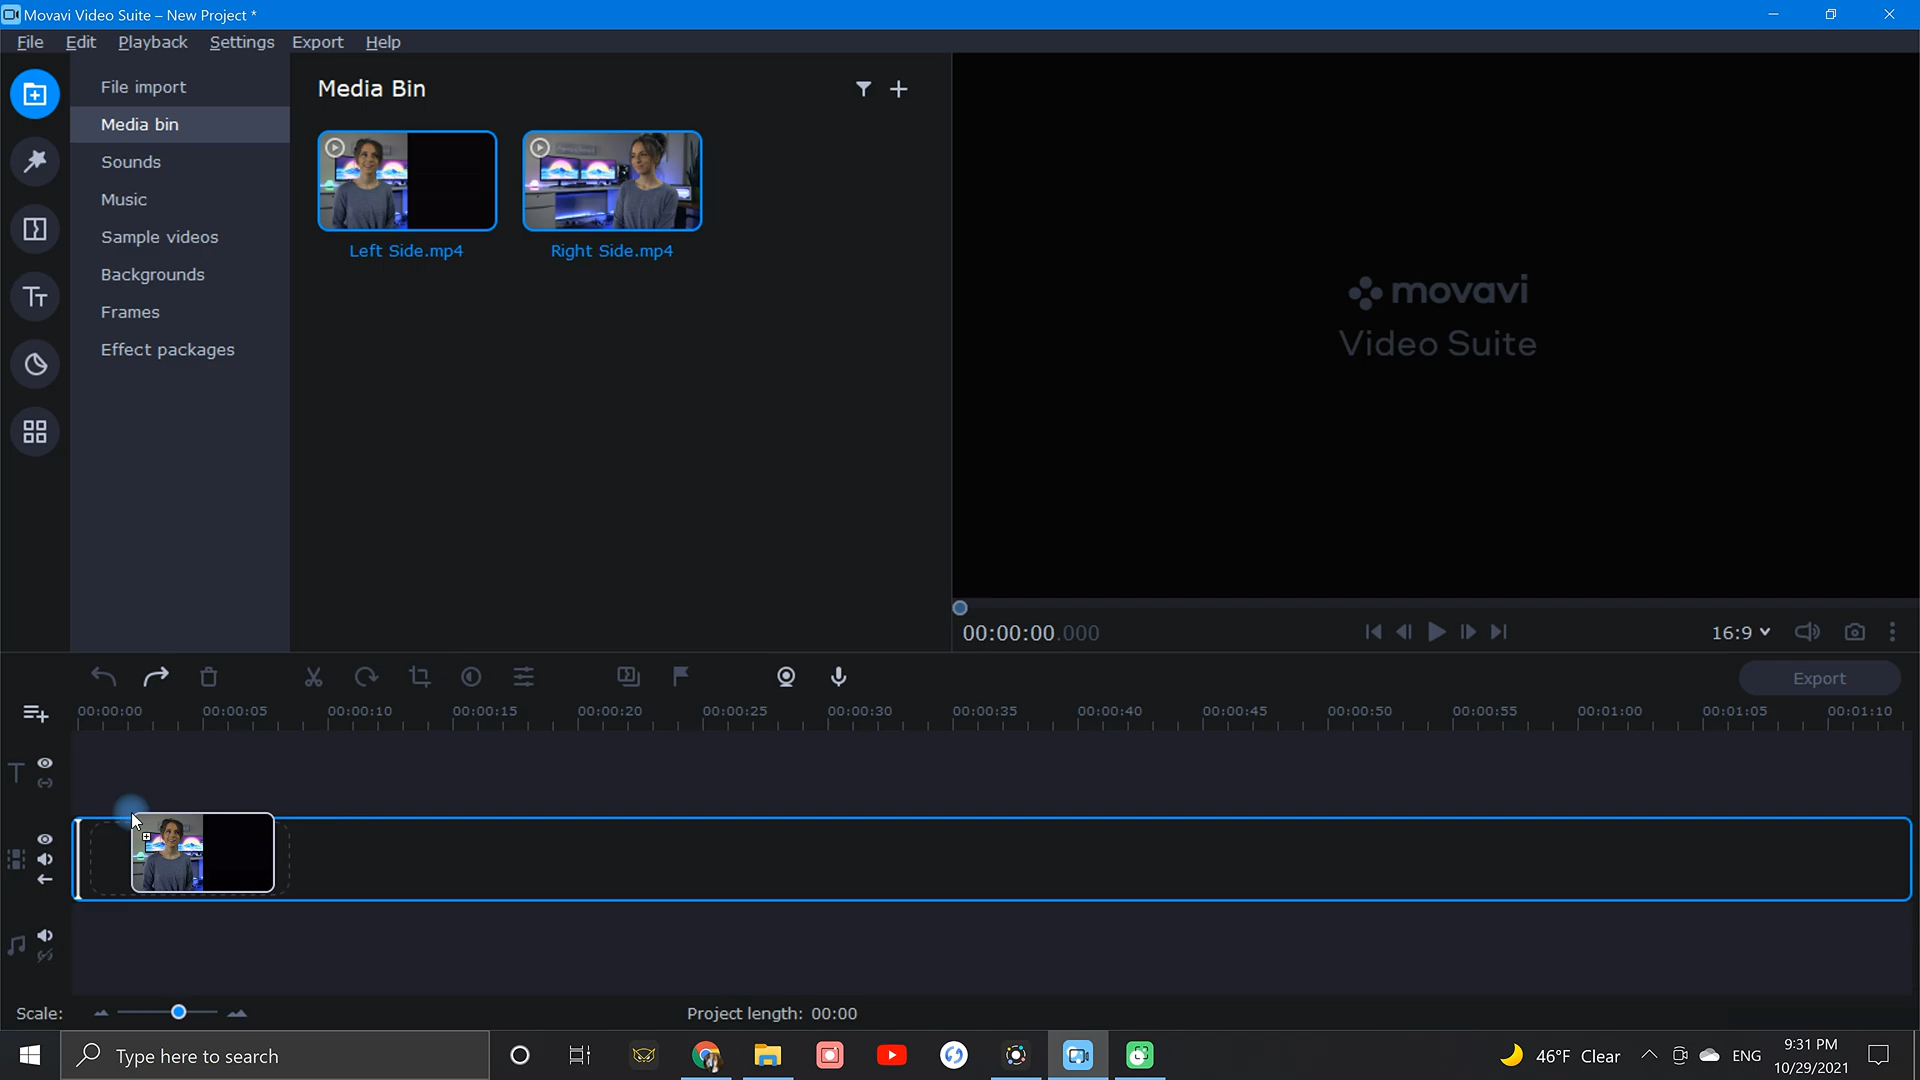 Movavi Video Suite – New Project *
File Edit Playback Settings Export Help
File import
Media bin
Sounds
Music
Sample videos
Backgrounds
Frames
Effect packages
Media Bin
Left Side.mp4
Right Side.mp4
movavi
Video Suite
00:00:00.000
16:9
Export
00:00:00 00:00:05 00:00:10 00:00:15 00:00:20 00:00:25 00:00:30 00:00:35 00:00:40 00:00:45 00:00:50 00:00:55 00:01:00 00:01:05 00:01:10
Scale:
Project length: 00:00
Type here to search
46°F Clear
ENG
9:31 PM
10/29/2021